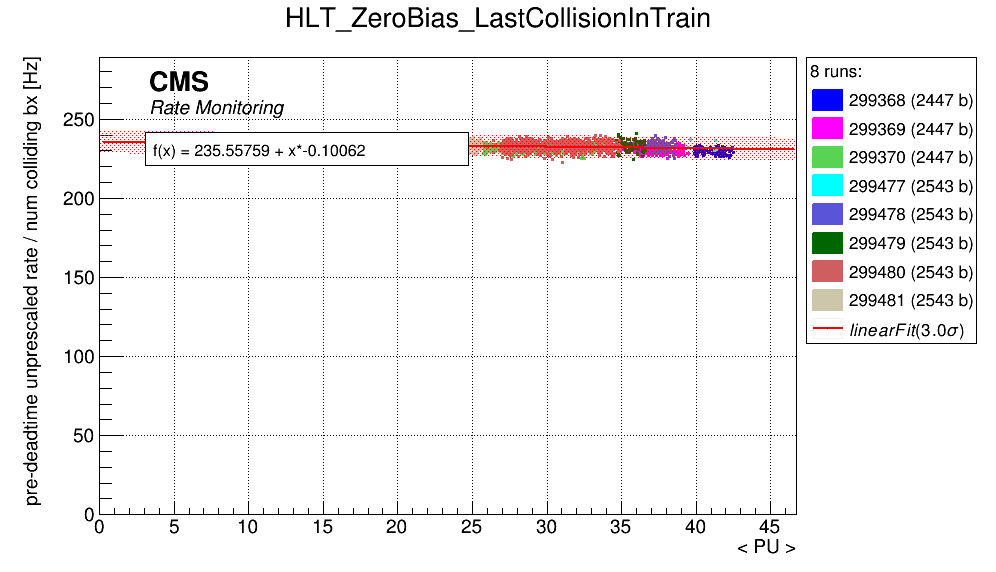 HLT_ZeroBias_LastCollisionInTrain
pre-deadtime unprescaled rate / num colliding bx [Hz]
CMS
Rate Monitoring
f(x) = 235.55759 + x*-0.10062
250
200
150
100
50
0
0 5 10 15 20 25 30 35 40 45
< PU >
8 runs:
299368 (2447 b)
299369 (2447 b)
299370 (2447 b)
299477 (2543 b)
299478 (2543 b)
299479 (2543 b)
299480 (2543 b)
299481 (2543 b)
linearFit(3.0σ)